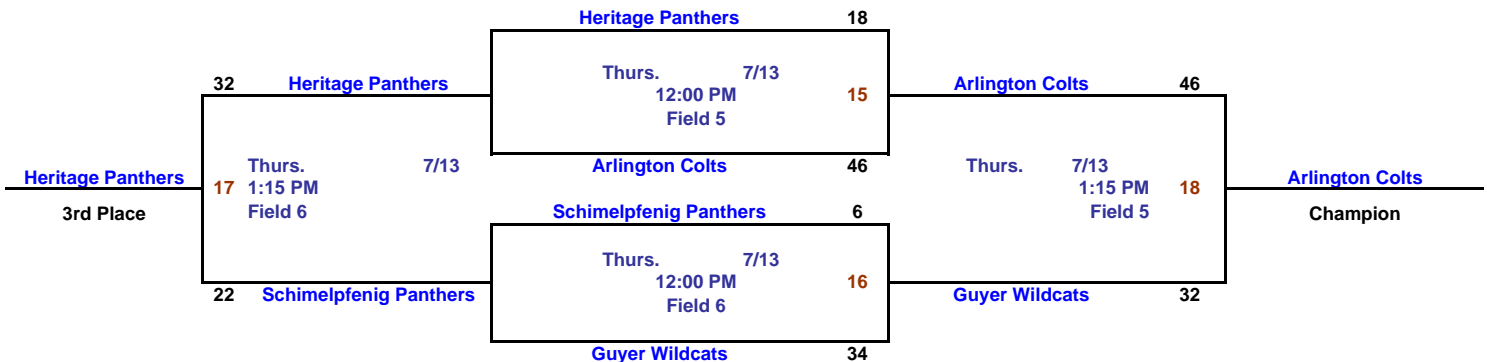 Heritage Panthers 18
32 Heritage Panthers
Thurs. 7/13
12:00 PM 15
Field 5
Arlington Colts 46
Arlington Colts 46
Heritage Panthers
3rd Place
17
Thurs. 7/13
1:15 PM
Field 6
Thurs. 7/13
1:15 PM 18
Field 5
Arlington Colts
Champion
Schimelpfenig Panthers 6
Thurs. 7/13
12:00 PM 16
Field 6
22 Schimelpfenig Panthers
Guyer Wildcats 32
Guyer Wildcats 34